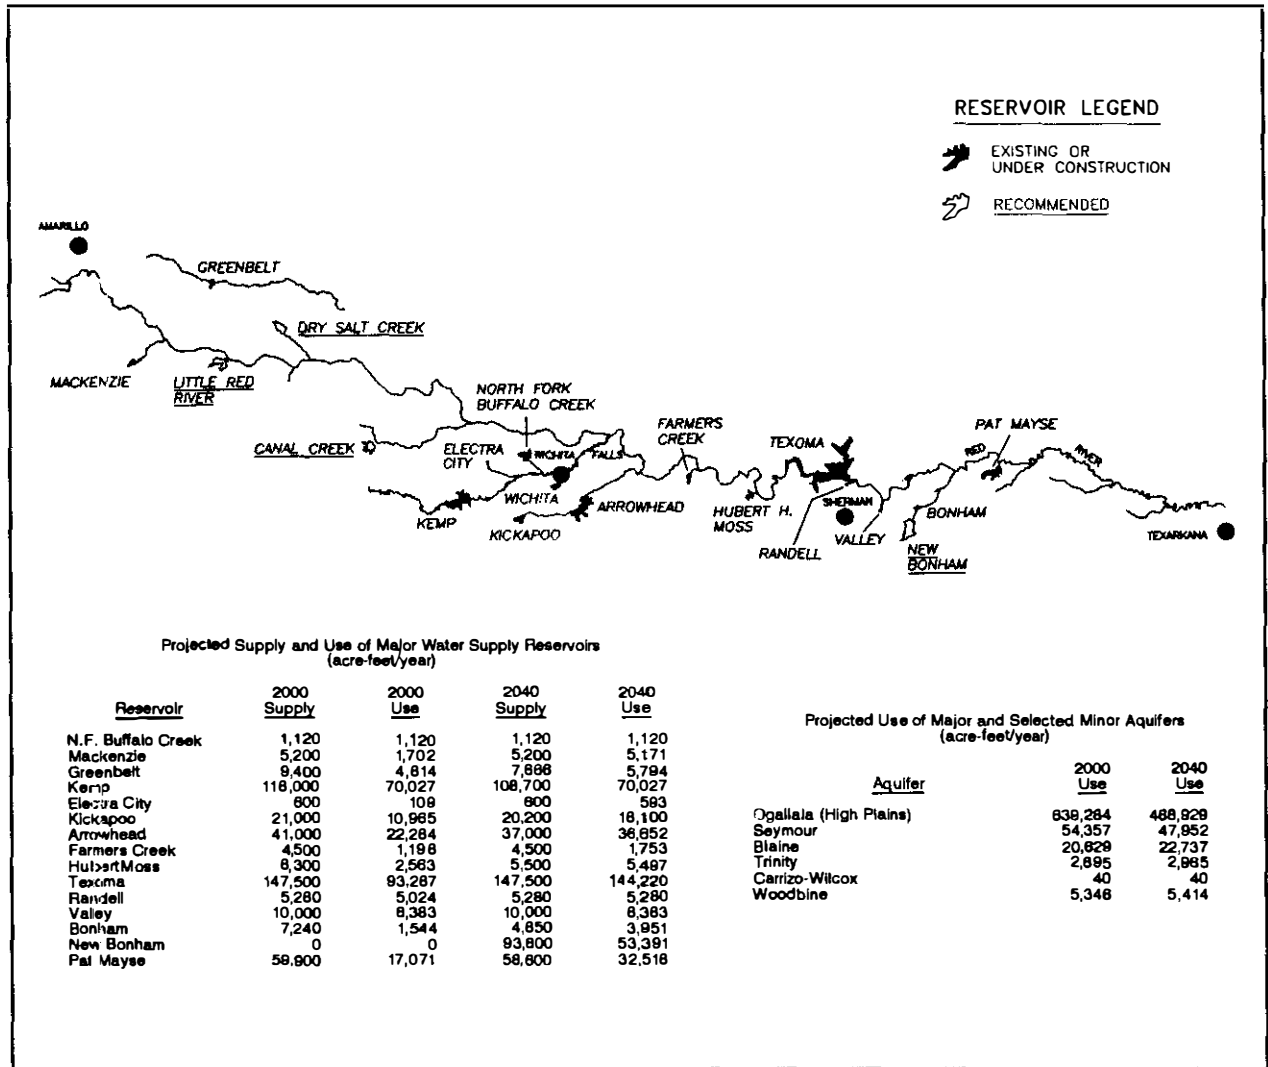 RESERVOIR LEGEND
EXISTING OR
UNDER CONSTRUCTION
RECOMMENDED
AMARILLO
GREENBELT
DRY SALT CREEK
MACKENZIE
LITTLE RED
RIVER
NORTH FORK
BUFFALO CREEK
CANAL CREEK
ELECTRA
CITY
WICHITA FALLS
FARMERS
CREEK
TEXOMA
PAT MAYSE
RED RIVER
KEMP
WICHITA
KICKAPOO
ARROWHEAD
HUBERT H.
MOSS
SHERMAN
RANDELL
VALLEY
BONHAM
NEW
BONHAM
TEXARKANA
Projected Supply and Use of Major Water Supply Reservoirs
(acre-feet/year)
2000 2000 2040 2040
Reservoir Supply Use Supply Use
N.F. Buffalo Creek 1,120 1,120 1,120 1,120
Mackenzie 5,200 1,702 5,200 5,171
Greenbelt 9,400 4,614 7,666 5,794
Kemp 116,000 70,027 108,700 70,027
Electra City 600 109 600 593
Kickapoo 21,000 10,965 20,200 18,100
Arrowhead 41,000 22,284 37,000 36,652
Farmers Creek 4,500 1,198 4,500 1,753
Hubert Moss 6,300 2,563 5,500 5,497
Texoma 147,500 93,287 147,500 144,220
Randell 5,280 5,024 5,280 5,280
Valley 10,000 8,383 10,000 8,383
Bonham 7,240 1,544 4,850 3,951
New Bonham 0 0 93,800 53,391
Pat Mayse 59,900 17,071 58,600 32,516
Projected Use of Major and Selected Minor Aquifers
(acre-feet/year)
2000 2040
Aquifer Use Use
Ogallala (High Plains) 639,284 468,929
Seymour 54,357 47,952
Blaine 20,629 22,737
Trinity 2,695 2,965
Carrizo-Wilcox 40 40
Woodbine 5,346 5,414